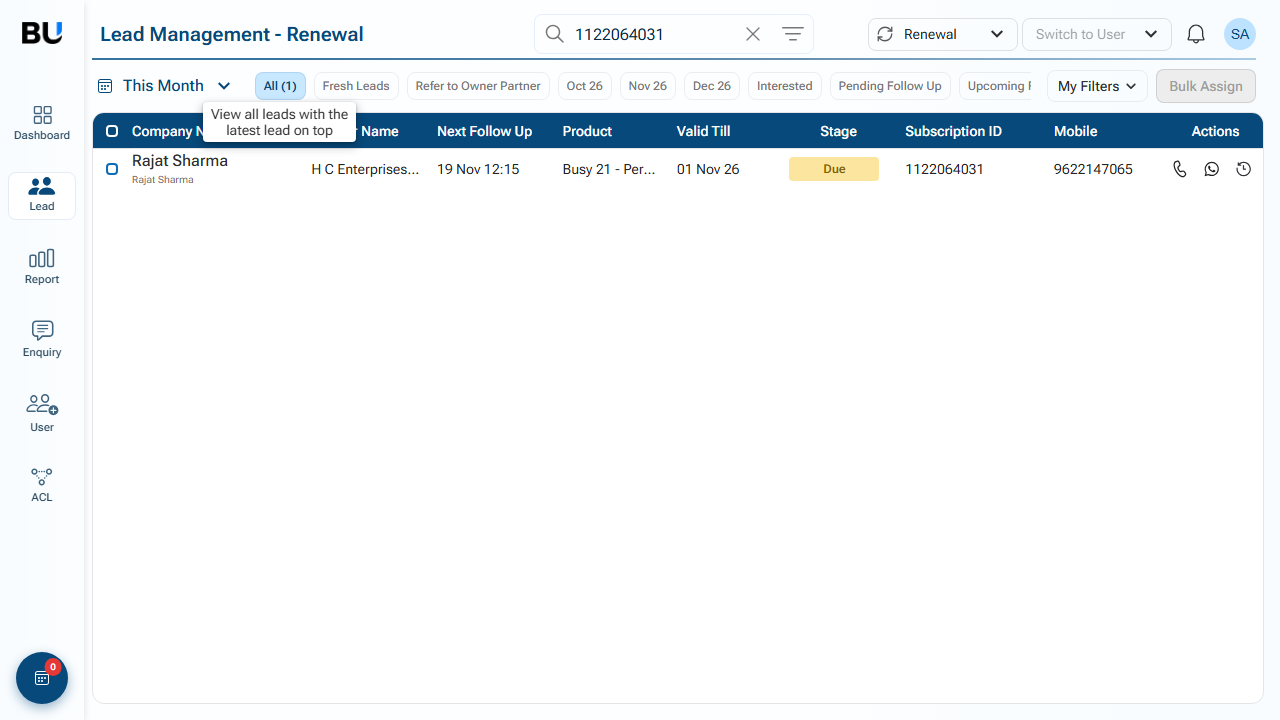 BU
Lead Management - Renewal
1122064031
Renewal
Switch to User
SA
This Month
All (1)
Fresh Leads
Refer to Owner Partner
Oct 26
Nov 26
Dec 26
Interested
Pending Follow Up
Upcoming
My Filters
Bulk Assign
View all leads with the
latest lead on top
Company
Name
Next Follow Up
Product
Valid Till
Stage
Subscription ID
Mobile
Actions
Rajat Sharma
Rajat Sharma
H C Enterprises...
19 Nov 12:15
Busy 21 - Per...
01 Nov 26
Due
1122064031
9622147065
Dashboard
Lead
Report
Enquiry
User
ACL
0